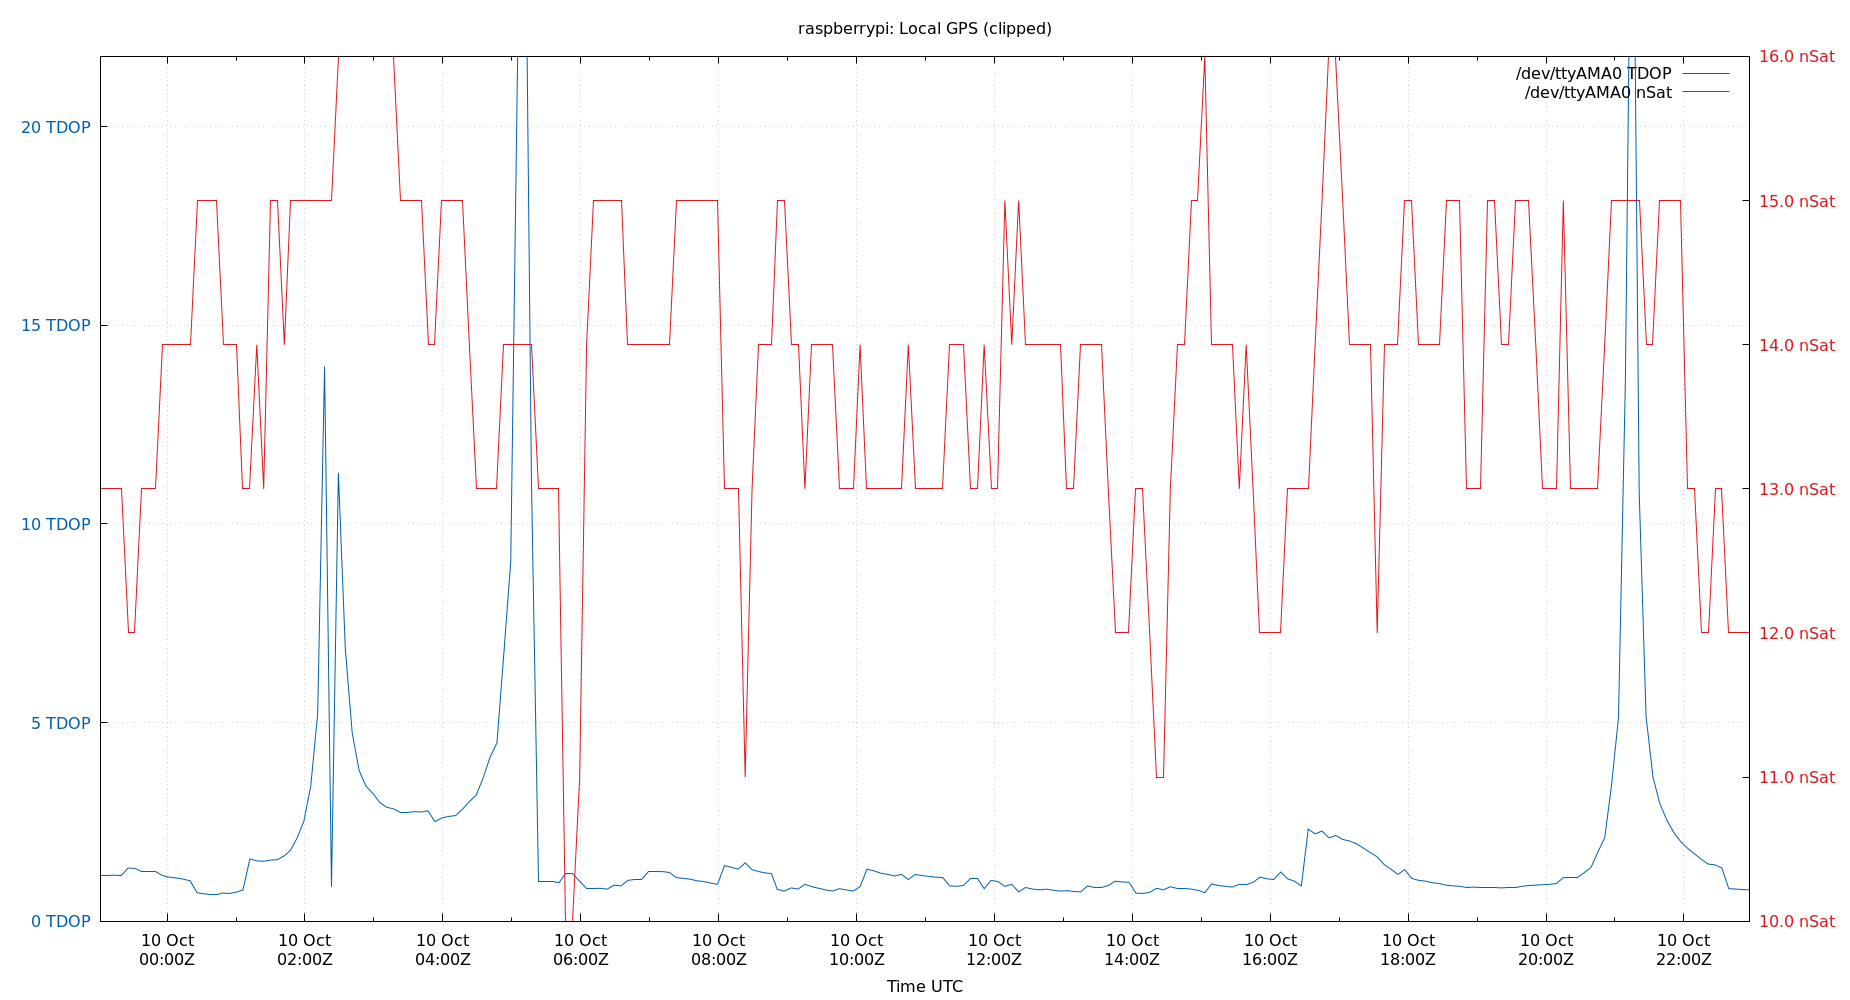 raspberrypi: Local GPS (clipped)
/dev/ttyAMA0 TDOP
/dev/ttyAMA0 nSat
20 TDOP
15 TDOP
10 TDOP
5 TDOP
0 TDOP
16.0 nSat
15.0 nSat
14.0 nSat
13.0 nSat
12.0 nSat
11.0 nSat
10.0 nSat
10 Oct 10 Oct 10 Oct 10 Oct 10 Oct 10 Oct 10 Oct 10 Oct 10 Oct 10 Oct 10 Oct 10 Oct
00:00Z 02:00Z 04:00Z 06:00Z 08:00Z 10:00Z 12:00Z 14:00Z 16:00Z 18:00Z 20:00Z 22:00Z
Time UTC